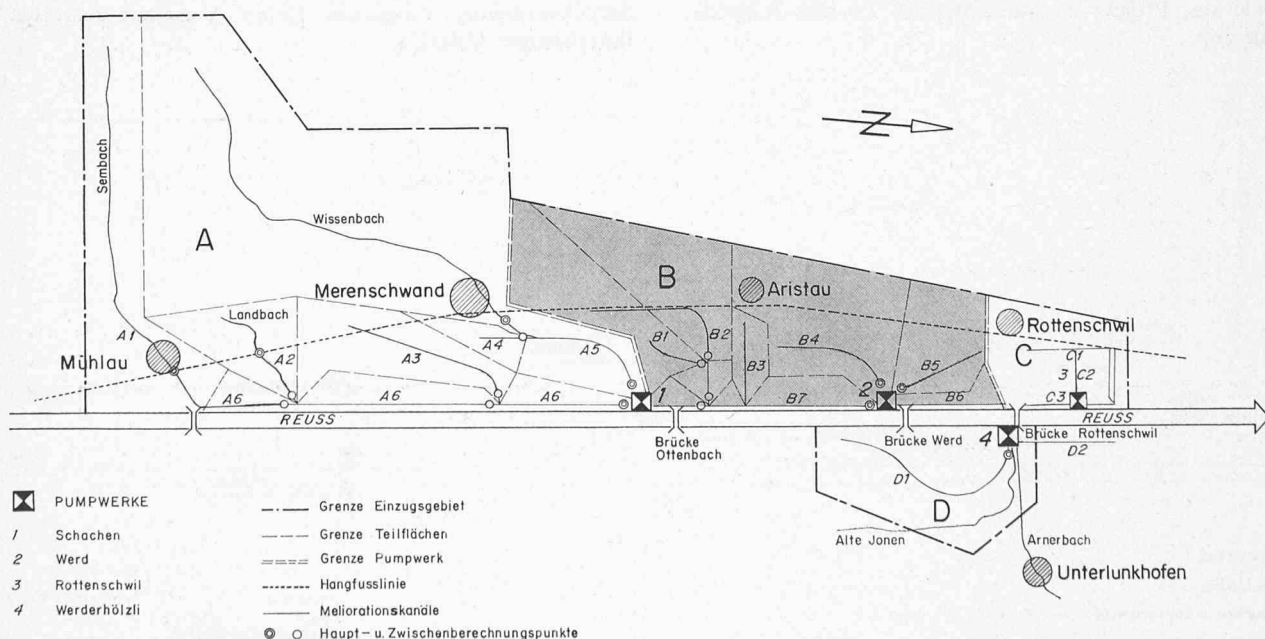 N
Sembach
Wissenbach
A
B
Merenschwand
Aristau
Landbach
Rottenschwil
A1
A2
A3
A4
A5
B1
B2
B3
B4
B5
C
C1
3 C2
C3
Mühlau
A6
A6
A6
1
B7
2
B6
REUSS
REUSS
Brücke
Ottenbach
Brücke Werd
4
Brücke Rottenschwil
D2
D1
D
Alte Jonen
Arnerbach
Unterlunkhofen
PUMPWERKE
1 Schachen
2 Werd
3 Rottenschwil
4 Werderhölzli
Grenze Einzugsgebiet
Grenze Teilflächen
Grenze Pumpwerk
Hangfusslinie
Meliorationskanäle
Haupt- u. Zwischenberechnungspunkte